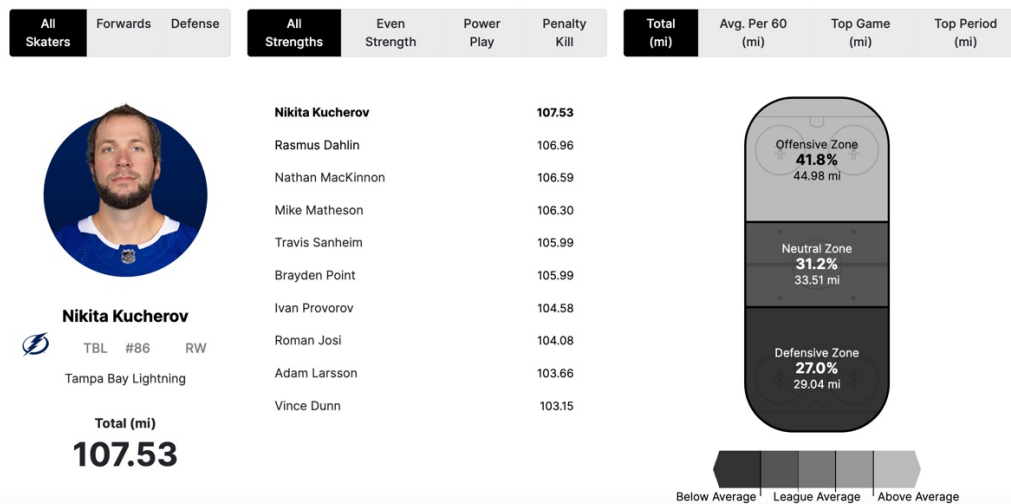 All
Skaters
Forwards
Defense
All
Strengths
Even
Strength
Power
Play
Penalty
Kill
Total
(mi)
Avg. Per 60
(mi)
Top Game
(mi)
Top Period
(mi)
Nikita Kucherov
TBL #86 RW
Tampa Bay Lightning
Total (mi)
107.53
Nikita Kucherov 107.53
Rasmus Dahlin 106.96
Nathan MacKinnon 106.59
Mike Matheson 106.30
Travis Sanheim 105.99
Brayden Point 105.99
Ivan Provorov 104.58
Roman Josi 104.08
Adam Larsson 103.66
Vince Dunn 103.15
Offensive Zone
41.8%
44.98 mi
Neutral Zone
31.2%
33.51 mi
Defensive Zone
27.0%
29.04 mi
Below Average League Average Above Average